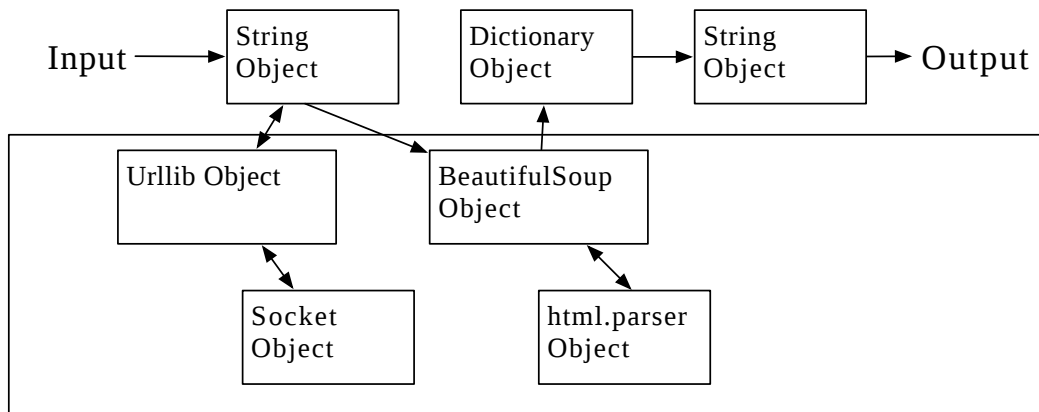 Input
String
Object
Dictionary
Object
String
Object
Output
Urllib Object
BeautifulSoup
Object
Socket
Object
html.parser
Object